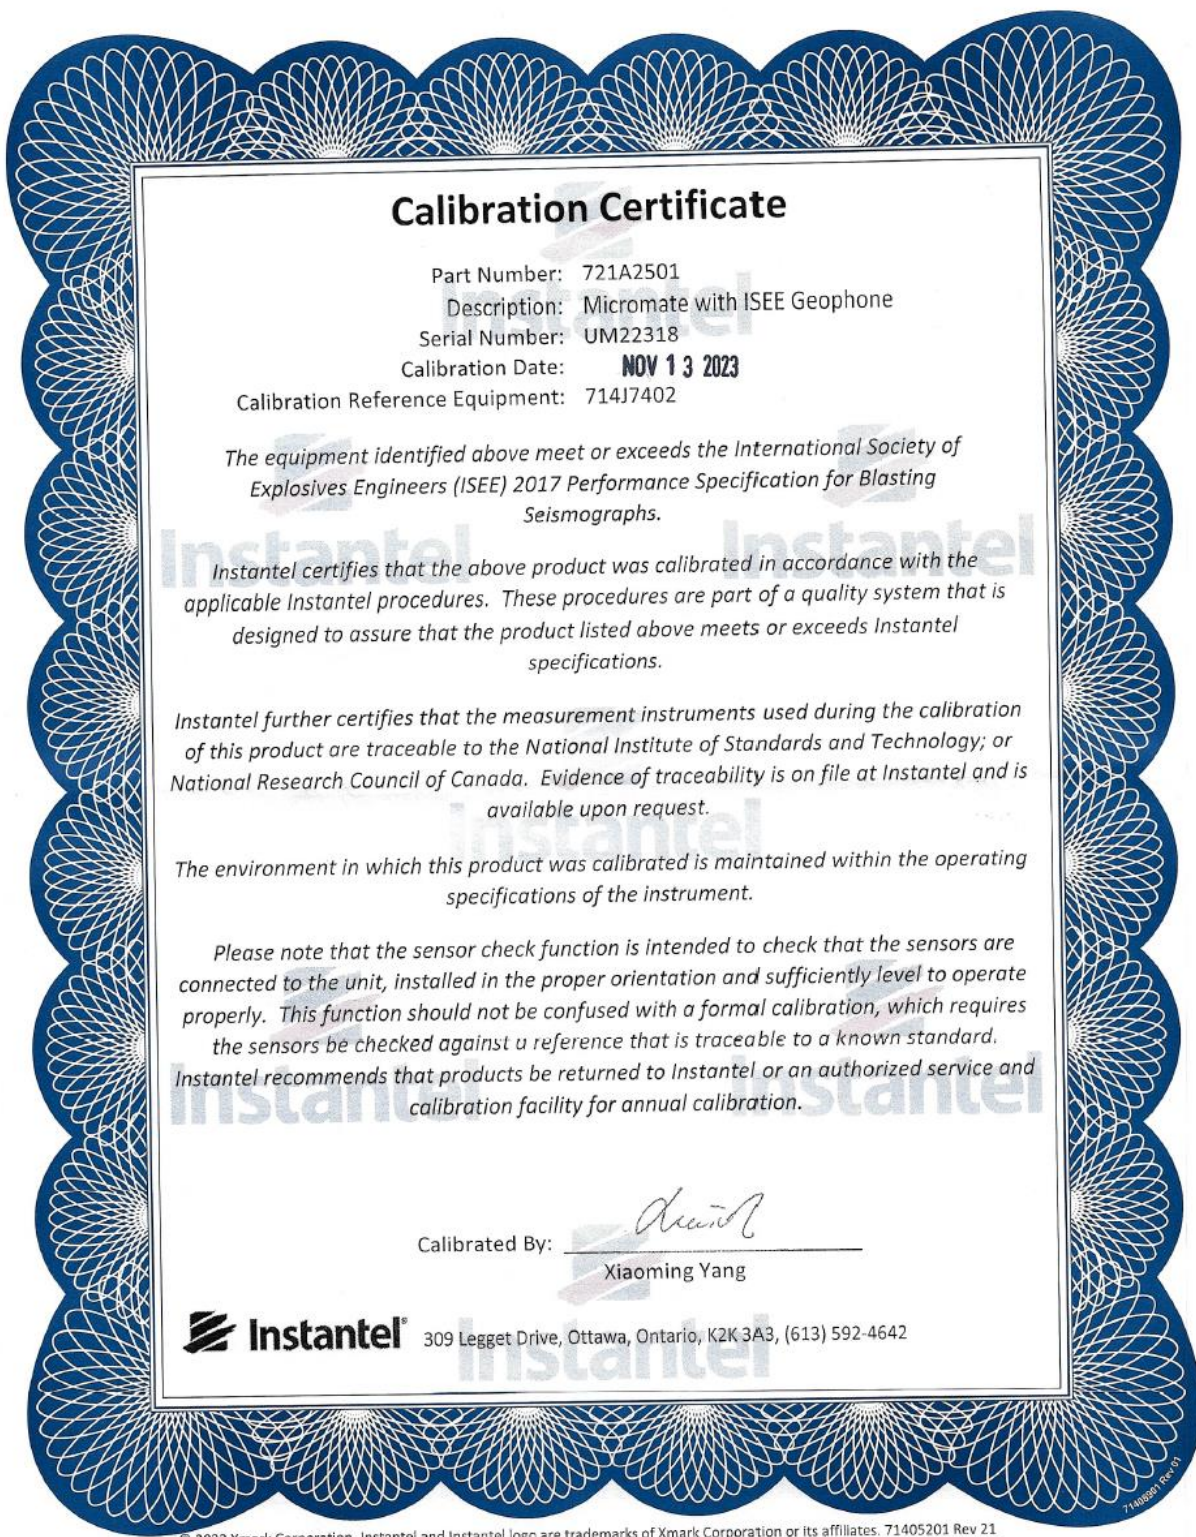 Calibration Certificate
Part Number: 721A2501
Description: Micromate with ISEE Geophone
Serial Number: UM22318
Calibration Date: NOV 13 2023
Calibration Reference Equipment: 714J7402
The equipment identified above meet or exceeds the International Society of
Explosives Engineers (ISEE) 2017 Performance Specification for Blasting
Seismographs.
Instantel certifies that the above product was calibrated in accordance with the
applicable Instantel procedures. These procedures are part of a quality system that is
designed to assure that the product listed above meets or exceeds Instantel
specifications.
Instantel further certifies that the measurement instruments used during the calibration
of this product are traceable to the National Institute of Standards and Technology; or
National Research Council of Canada. Evidence of traceability is on file at Instantel and is
available upon request.
The environment in which this product was calibrated is maintained within the operating
specifications of the instrument.
Please note that the sensor check function is intended to check that the sensors are
connected to the unit, installed in the proper orientation and sufficiently level to operate
properly. This function should not be confused with a formal calibration, which requires
the sensors be checked against a reference that is traceable to a known standard.
Instantel recommends that products be returned to Instantel or an authorized service and
calibration facility for annual calibration.
Calibrated By:
Xiaoming Yang
Instantel® 309 Legget Drive, Ottawa, Ontario, K2K 3A3, (613) 592-4642
Xmark Corporation. Instantel and Instantel logo are trademarks of Xmark Corporation or its affiliates. 71405201 Rev 21